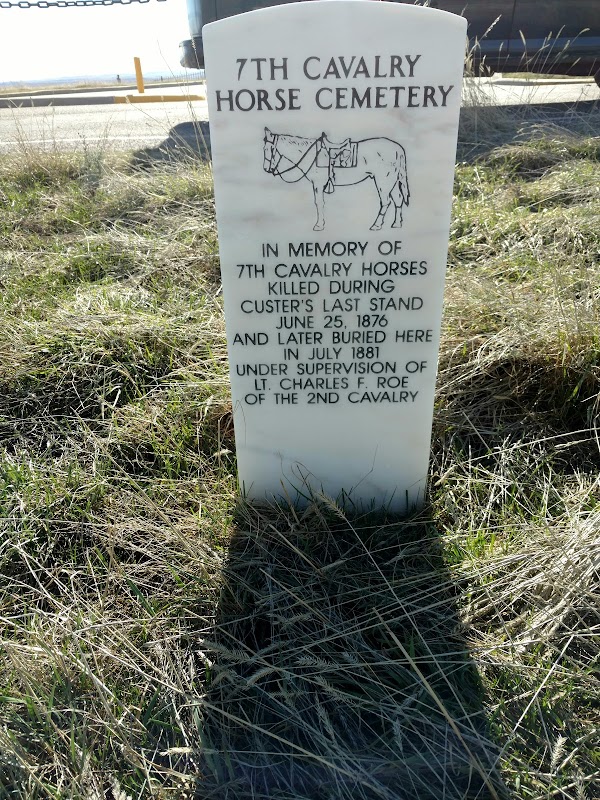 7TH CAVALRY
HORSE CEMETERY
IN MEMORY OF
7TH CAVALRY HORSES
KILLED DURING
CUSTER'S LAST STAND
JUNE 25, 1876
AND LATER BURIED HERE
IN JULY 1881
UNDER SUPERVISION OF
LT. CHARLES F. ROE
OF THE 2ND CAVALRY